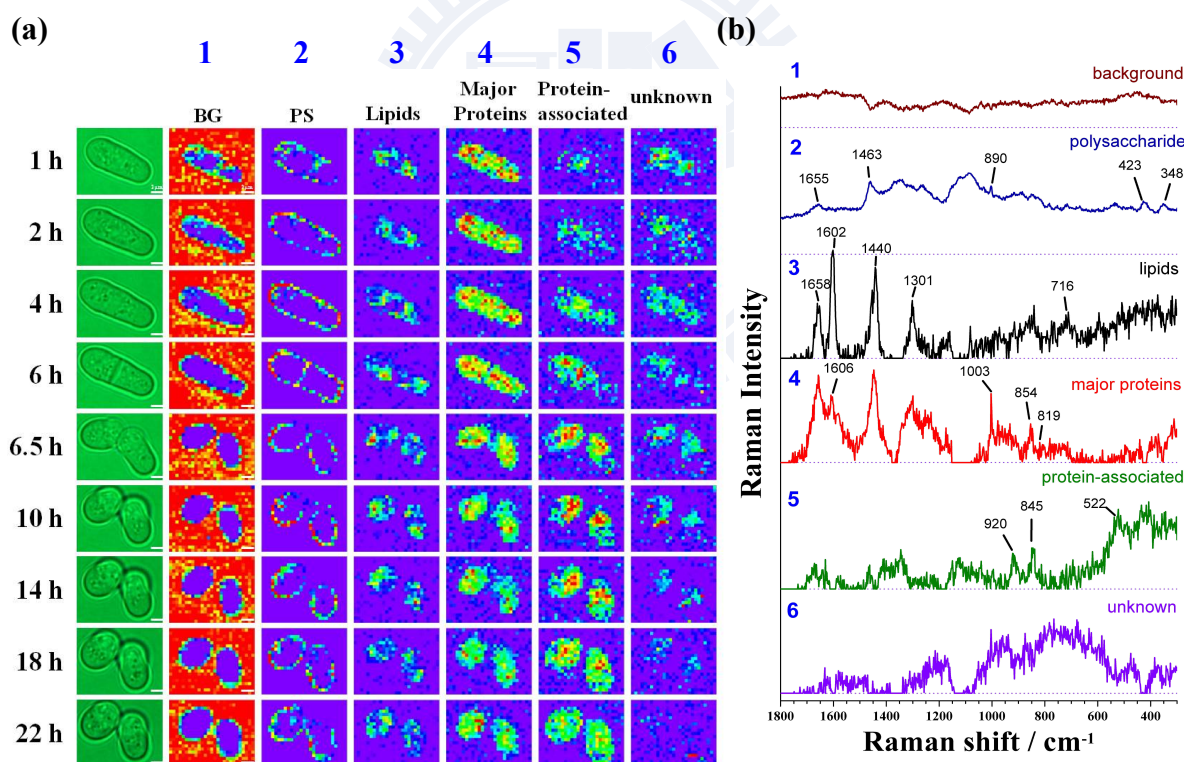 (a)
1 2 3 4 5 6
BG PS Lipids Major Proteins Protein-associated unknown
1 h
2 h
4 h
6 h
6.5 h
10 h
14 h
18 h
22 h
(b)
1 background
2 polysaccharide
1655 1463 890 423 348
3 lipids
1658 1602 1440 1301 716
4 major proteins
1606 1003 854 819
5 protein-associated
920 845 522
6 unknown
1800 1600 1400 1200 1000 800 600 400
Raman Intensity
Raman shift / cm⁻¹